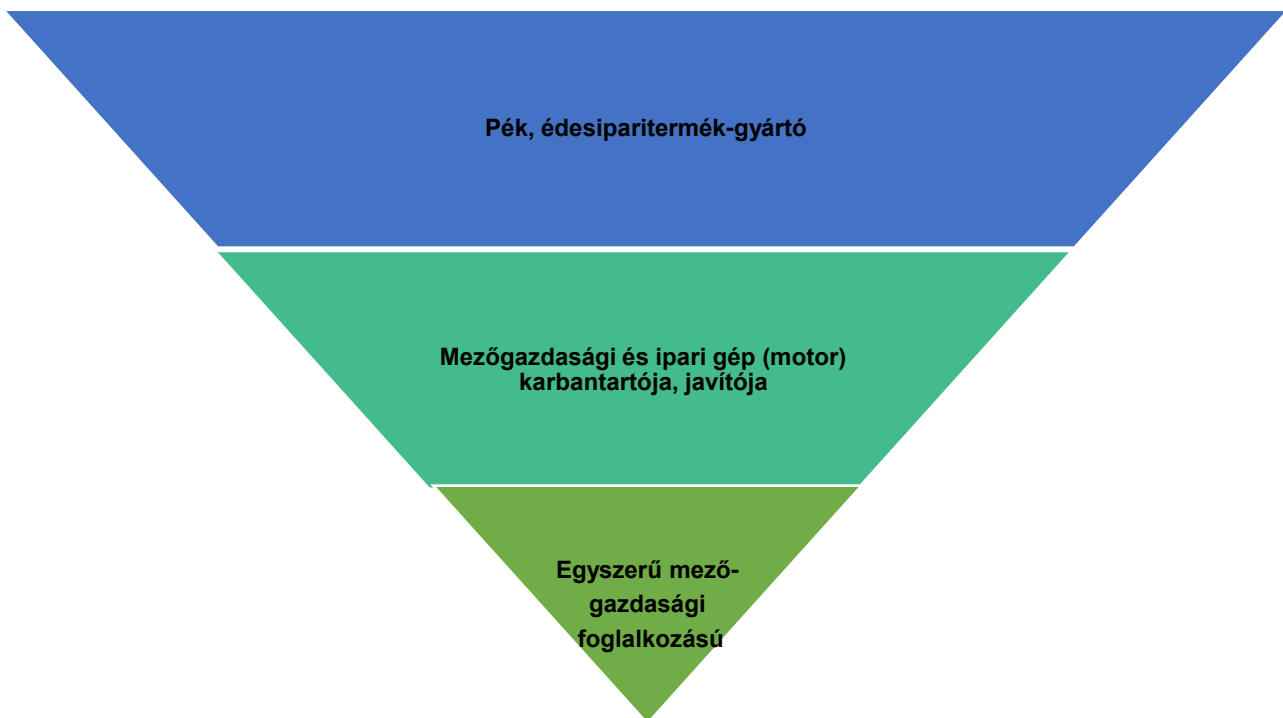 Pék, édesiparitermék-gyártó
Mezőgazdasági és ipari gép (motor)
karbantartója, javítója
Egyszerű mező-
gazdasági
foglalkozású